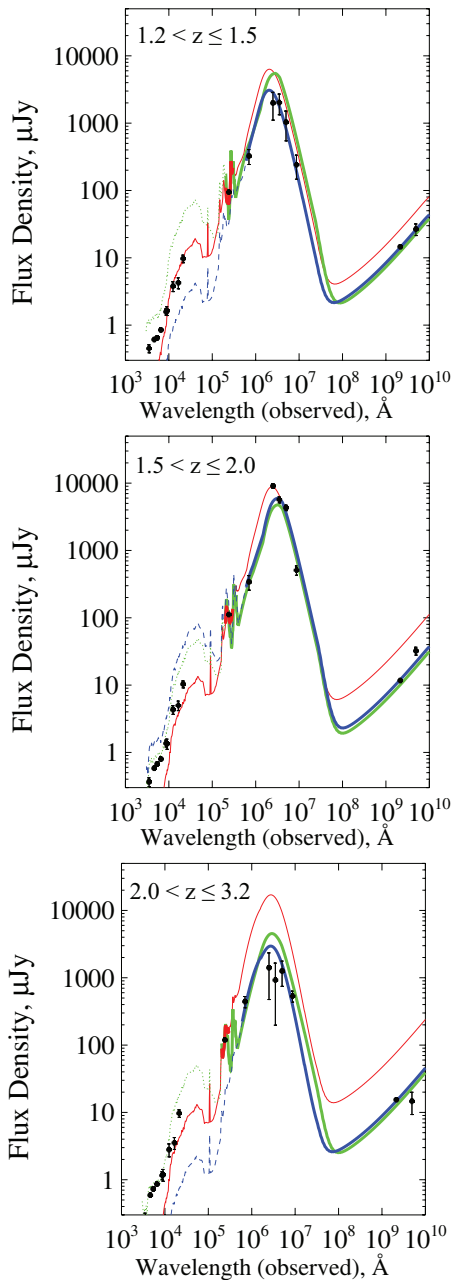 1.2 < z ≤ 1.5
10000
1000
100
10
1
Flux Density, μJy
10³ 10⁴ 10⁵ 10⁶ 10⁷ 10⁸ 10⁹ 10¹⁰
Wavelength (observed), Å
1.5 < z ≤ 2.0
10000
1000
100
10
1
Flux Density, μJy
10³ 10⁴ 10⁵ 10⁶ 10⁷ 10⁸ 10⁹ 10¹⁰
Wavelength (observed), Å
2.0 < z ≤ 3.2
10000
1000
100
10
1
Flux Density, μJy
10³ 10⁴ 10⁵ 10⁶ 10⁷ 10⁸ 10⁹ 10¹⁰
Wavelength (observed), Å